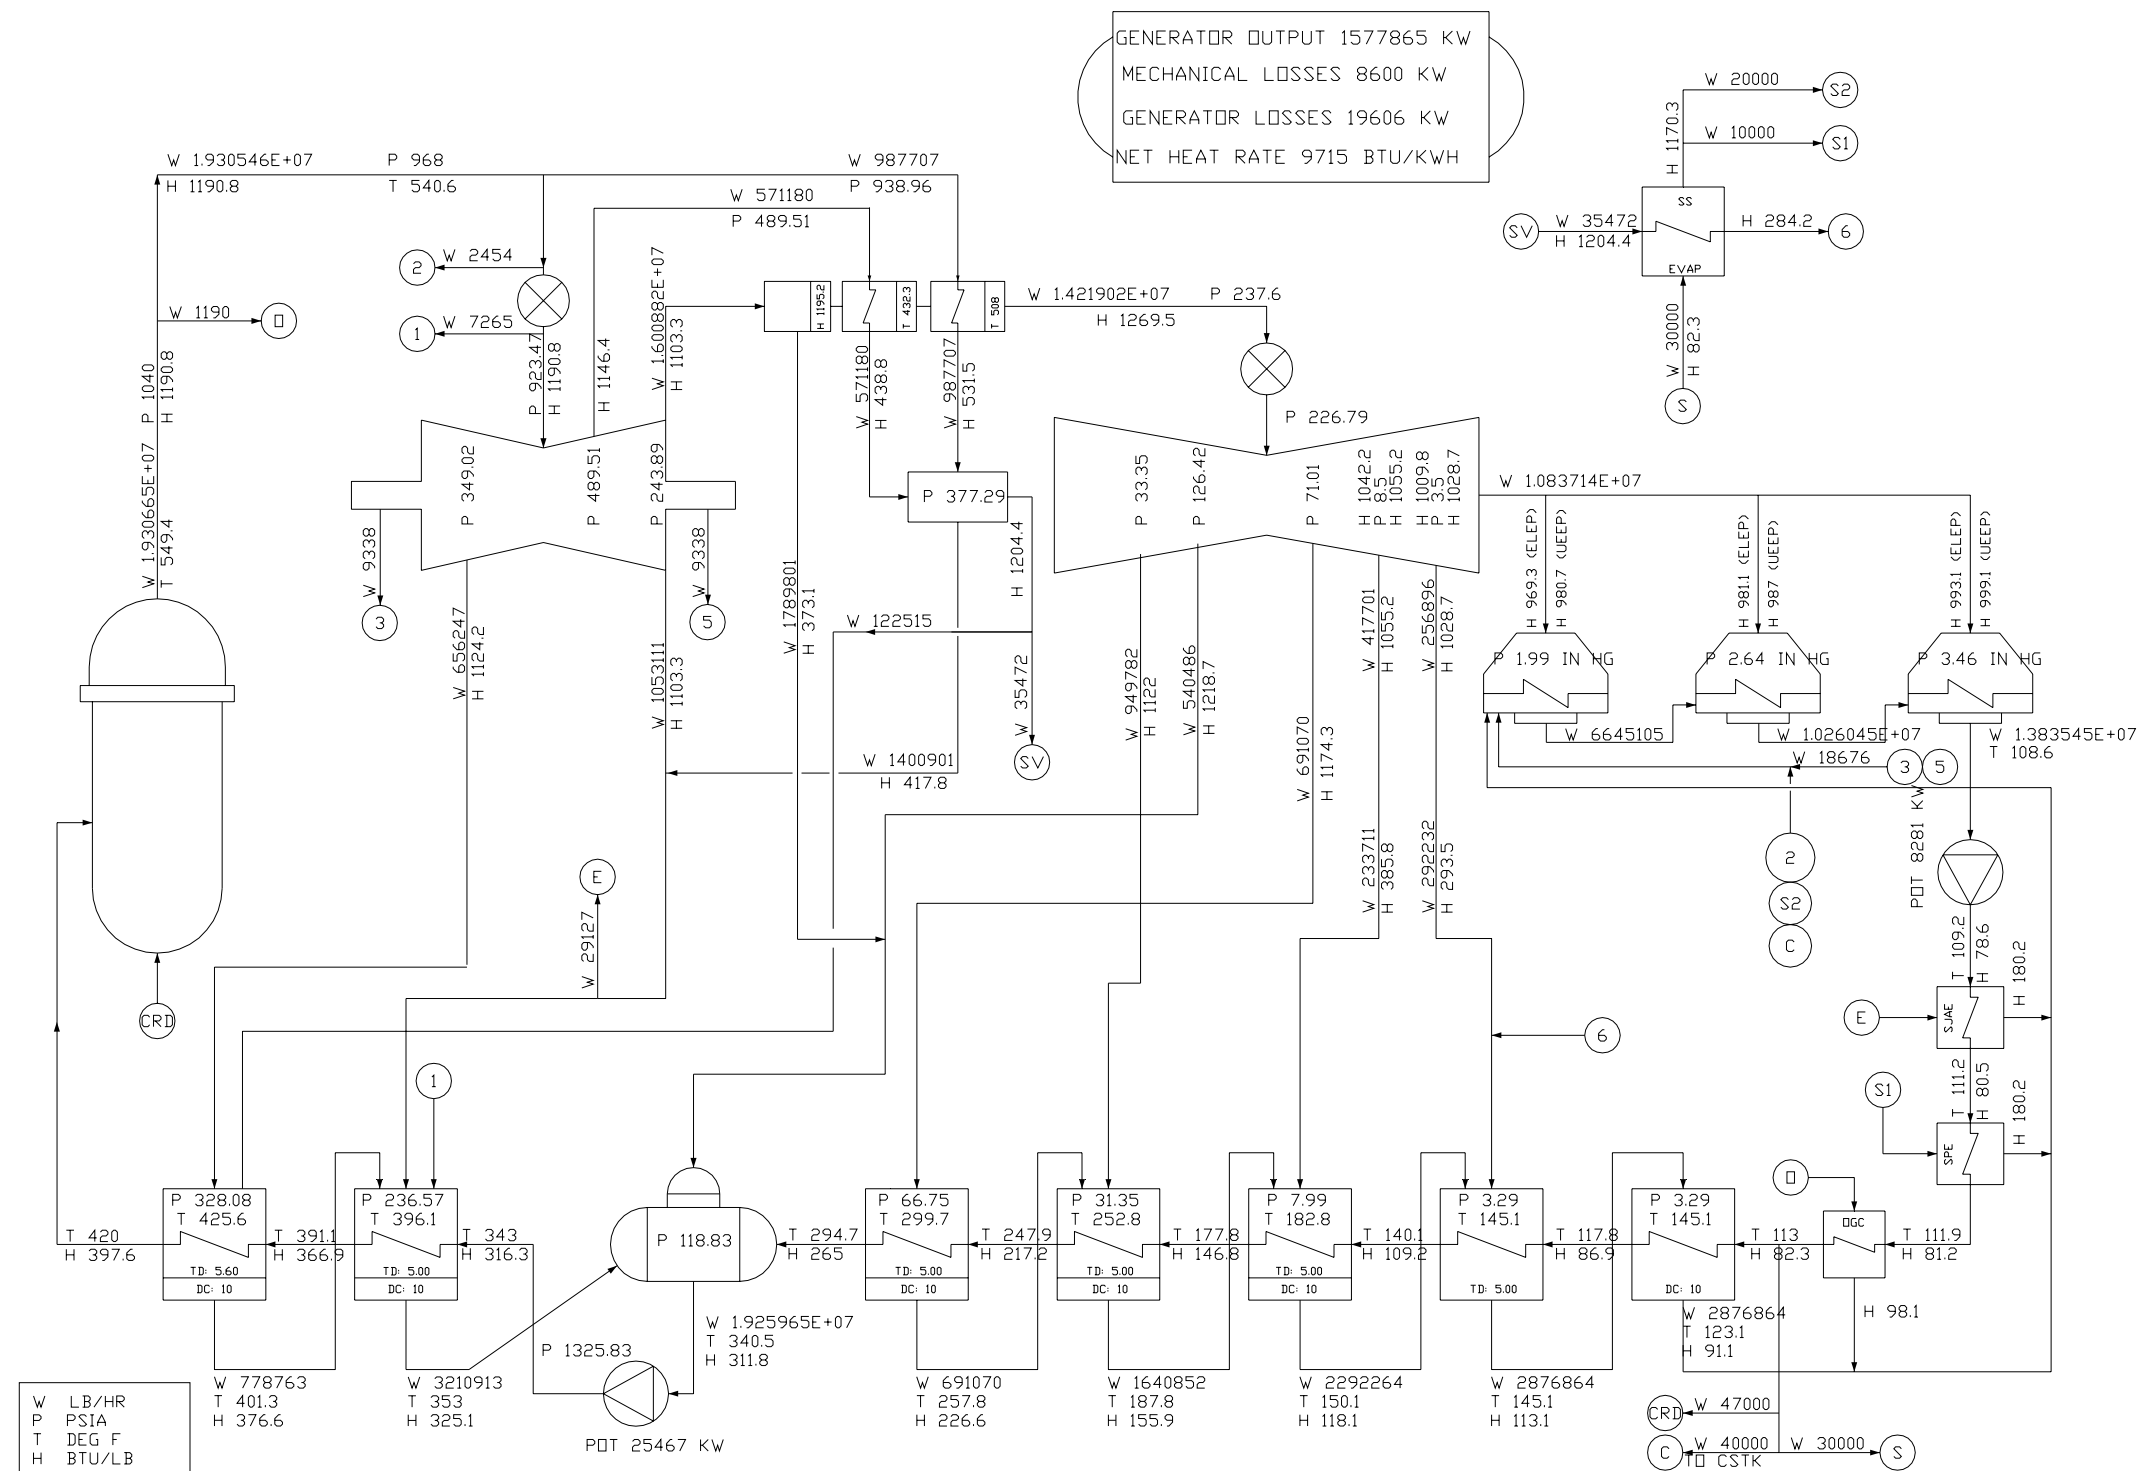 GENERATOR OUTPUT 1577865 KW
MECHANICAL LOSSES 8600 KW
GENERATOR LOSSES 19606 KW
NET HEAT RATE 9715 BTU/KWH
W 20000
S2
W 10000
S1
H 1170.3
SS
EVAP
SV
W 35472
H 1204.4
H 284.2
6
W 30000
H 82.3
S
W 1.930546E+07
H 1190.8
P 968
T 540.6
W 987707
P 938.96
W 571180
P 489.51
2
W 2454
1
W 7265
W 1190
O
P 1040
H 1190.8
W 1.930665E+07
T 549.4
P 923.47
H 1190.8
H 1146.4
W 1.600882E+07
H 1103.3
H 1195.2
T 432.3
T 508
W 1.421902E+07
P 237.6
H 1269.5
W 571180
H 438.8
W 987707
H 531.5
P 377.29
P 226.79
P 349.02
P 489.51
P 243.89
W 9338
3
W 9338
5
W 656247
H 1124.2
W 1053111
H 1103.3
W 1789801
H 373.1
H 1204.4
W 122515
W 35472
SV
W 1400901
H 417.8
P 33.35
P 126.42
P 71.01
H 1042.2
P 8.5
H 1055.2
H 1009.8
P 3.5
H 1028.7
W 1.083714E+07
H 969.3 (ELEP)
H 980.7 (UEEP)
H 981.1 (ELEP)
H 987 (UEEP)
H 993.1 (ELEP)
H 999.1 (UEEP)
P 1.99 IN HG
P 2.64 IN HG
P 3.46 IN HG
W 6645105
W 1.026045E+07
W 1.383545E+07
T 108.6
W 18676
3
5
2
S2
C
POT 8281 KW
W 949782
H 1122
W 540486
H 1218.7
W 691070
H 1174.3
W 417701
H 1055.2
W 256896
H 1028.7
W 233711
H 385.8
W 292232
H 293.5
E
W 29127
CRD
1
T 109.2
H 78.6
H 180.2
E
SJAE
T 111.2
H 80.5
H 180.2
S1
SPE
6
O
OGC
T 111.9
H 81.2
H 98.1
P 328.08
T 425.6
TD: 5.60
DC: 10
T 420
H 397.6
T 391.1
H 366.9
P 236.57
T 396.1
TD: 5.00
DC: 10
T 343
H 316.3
P 118.83
T 294.7
H 265
P 66.75
T 299.7
TD: 5.00
DC: 10
T 247.9
H 217.2
P 31.35
T 252.8
TD: 5.00
DC: 10
T 177.8
H 146.8
P 7.99
T 182.8
TD: 5.00
DC: 10
T 140.1
H 109.2
P 3.29
T 145.1
TD: 5.00
T 117.8
H 86.9
P 3.29
T 145.1
DC: 10
T 113
H 82.3
W 2876864
T 123.1
H 91.1
W 1.925965E+07
T 340.5
H 311.8
P 1325.83
POT 25467 KW
W 778763
T 401.3
H 376.6
W 3210913
T 353
H 325.1
W 691070
T 257.8
H 226.6
W 1640852
T 187.8
H 155.9
W 2292264
T 150.1
H 118.1
W 2876864
T 145.1
H 113.1
CRD
W 47000
C
W 40000
TO CSTK
W 30000
S
W LB/HR
P PSIA
T DEG F
H BTU/LB